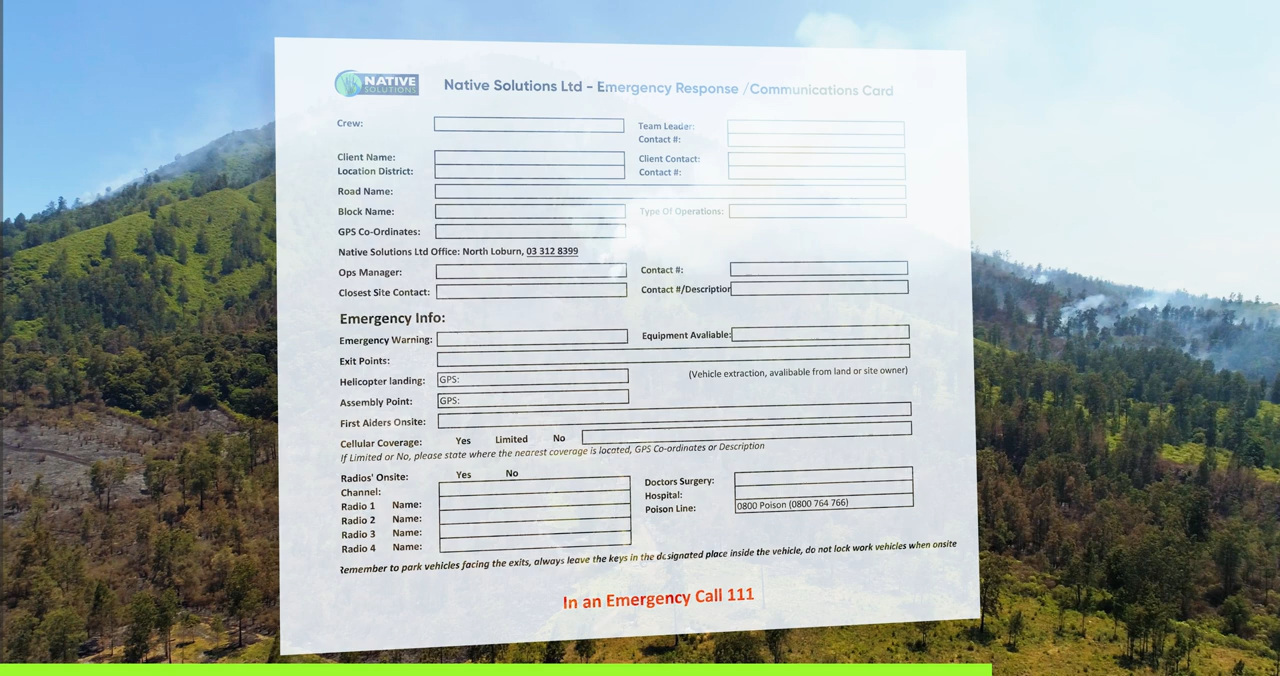 NATIVE
SOLUTIONS
Native Solutions Ltd - Emergency Response /Communications Card
Crew:
Team Leader:
Contact #:
Client Name:
Client Contact:
Location District:
Contact #:
Road Name:
Block Name:
Type Of Operations:
GPS Co-Ordinates:
Native Solutions Ltd Office: North Loburn, 03 312 8399
Ops Manager:
Contact #:
Closest Site Contact:
Contact #/Description
Emergency Info:
Emergency Warning:
Equipment Avaliable:
Exit Points:
Helicopter landing: GPS:
(Vehicle extraction, avalibable from land or site owner)
Assembly Point: GPS:
First Aiders Onsite:
Cellular Coverage: Yes Limited No
If Limited or No, please state where the nearest coverage is located, GPS Co-ordinates or Description
Radios' Onsite: Yes No
Doctors Surgery:
Channel:
Hospital:
Radio 1 Name:
Poison Line: 0800 Poison (0800 764 766)
Radio 2 Name:
Radio 3 Name:
Radio 4 Name:
Remember to park vehicles facing the exits, always leave the keys in the designated place inside the vehicle, do not lock work vehicles when onsite
In an Emergency Call 111